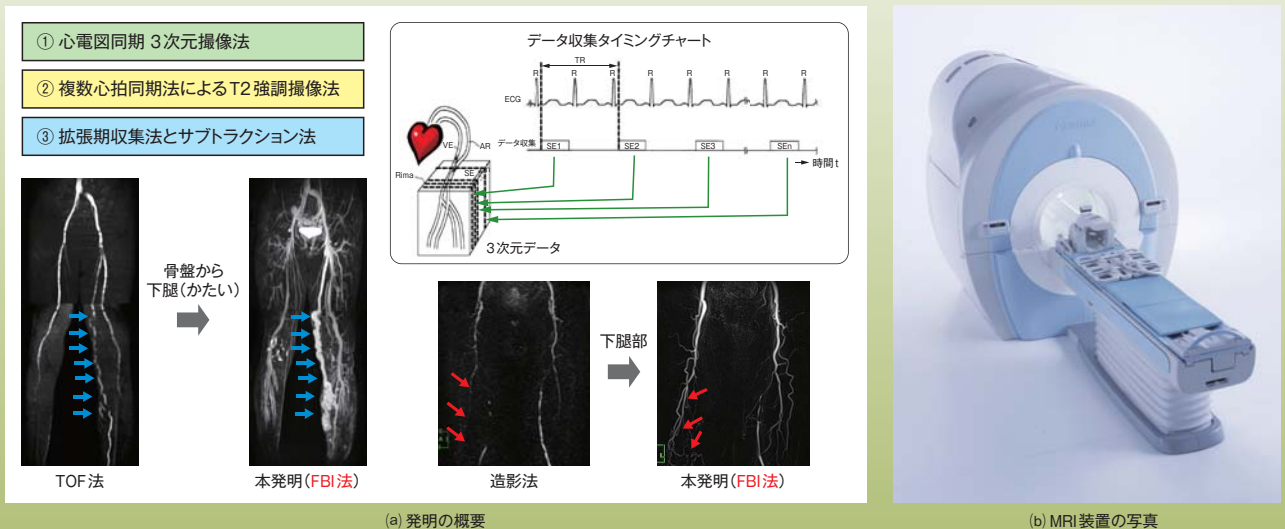 ① 心電図同期 3次元撮像法
② 複数心拍同期法によるT2強調撮像法
③ 拡張期収集法とサブトラクション法
データ収集タイミングチャート
TR
R R R R R R R R
ECG
データ収集
SE1 SE2 SE3 SEn
時間t
VE
AR
Rima
SE
3次元データ
骨盤から
下腿(かたい)
TOF法
本発明(FBI法)
下腿部
造影法
本発明(FBI法)
L
(a) 発明の概要
(b) MRI装置の写真